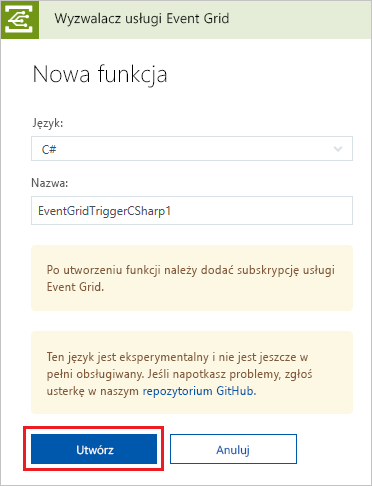 Wyzwalacz usługi Event Grid
Nowa funkcja
Język:
C#
Nazwa:
EventGridTriggerCSharp1
Po utworzeniu funkcji należy dodać subskrypcję usługi
Event Grid.
Ten język jest eksperymentalny i nie jest jeszcze w
pełni obsługiwany. Jeśli napotkasz problemy, zgłoś
usterkę w naszym repozytorium GitHub.
Utwórz
Anuluj